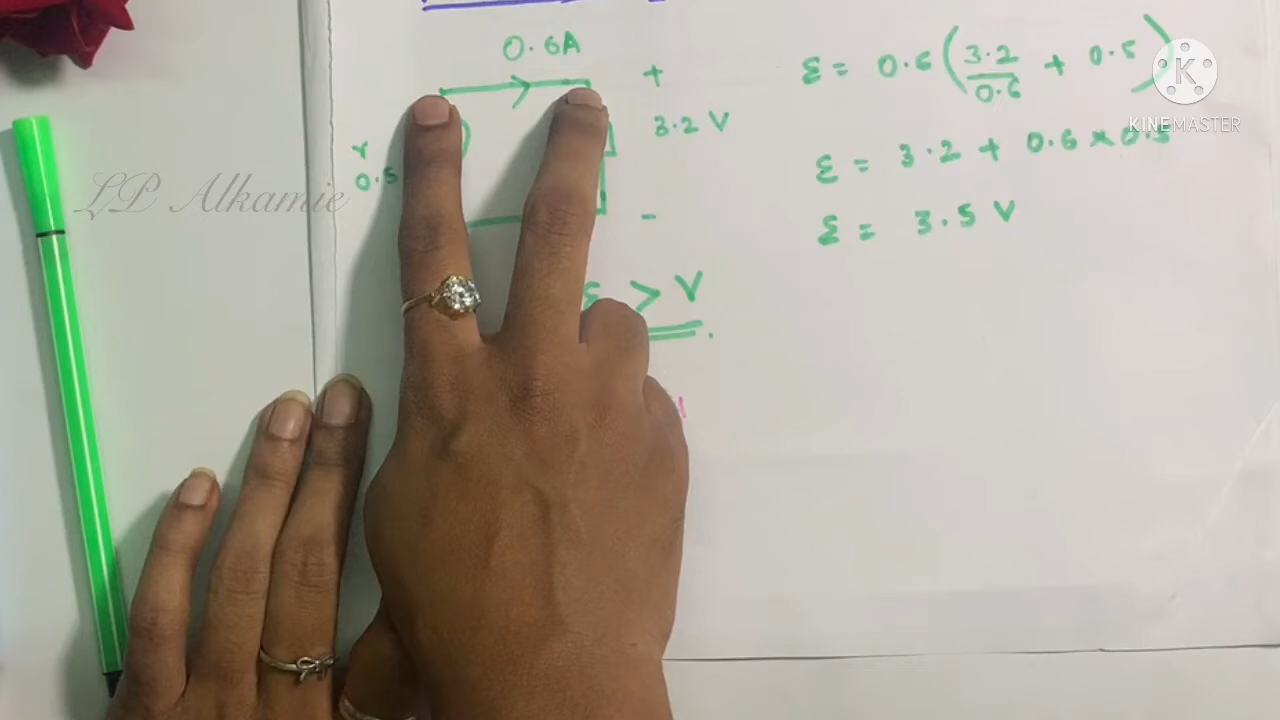 0.6A
+
3.2 V
r
0.5
-
ε > V
ε = 0.6 ( 3.2 / 0.6 + 0.5 )
ε = 3.2 + 0.6 × 0.5
ε = 3.5 V
LP Alkamie
K
KINEMASTER